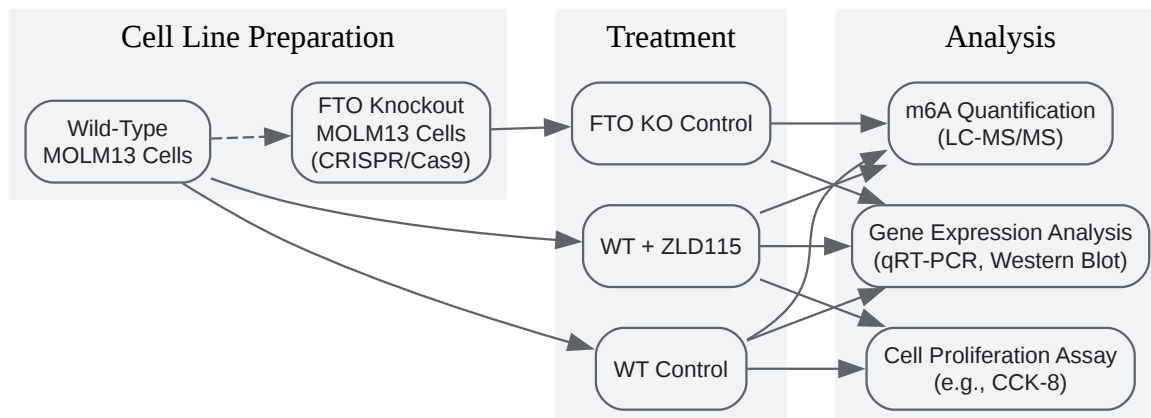 Cell Line Preparation
Wild-Type
MOLM13 Cells
FTO Knockout
MOLM13 Cells
(CRISPR/Cas9)
Treatment
FTO KO Control
WT + ZLD115
WT Control
Analysis
m6A Quantification
(LC-MS/MS)
Gene Expression Analysis
(qRT-PCR, Western Blot)
Cell Proliferation Assay
(e.g., CCK-8)